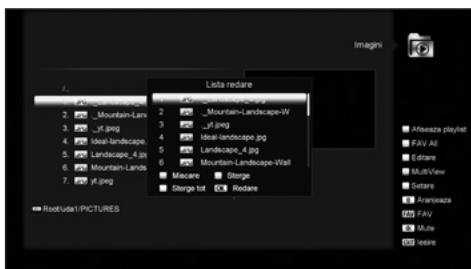 Imagini
/..
2. ._Mountain-Lands
3. ._yt.jpeg
4. Ideal-landscape.
5. Landscape_4.jpg
6. Mountain-Lands
7. yt.jpeg
Root/uda1/PICTURES
Lista redare
2 ._Mountain-Landscape-W
3 ._yt.jpeg
4 Ideal-landscape.jpg
5 Landscape_4.jpg
6 Mountain-Landscape-Wall
Miscare Sterge
Sterge tot OK Redare
Afiseaza playlist
FAV All
Editare
MultiView
Setare
Aranjeaza
FAV FAV
Mute
EXIT Iesire